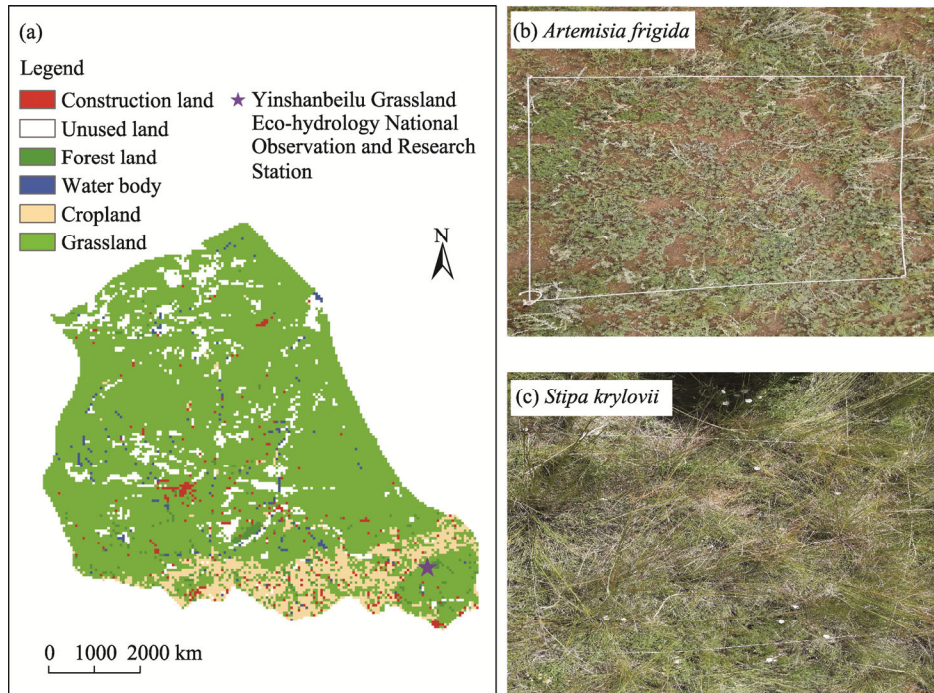 (a)
Legend
Construction land
Unused land
Forest land
Water body
Cropland
Grassland
Yinshanbeilu Grassland
Eco-hydrology National
Observation and Research
Station
N
0 1000 2000 km
(b) Artemisia frigida
(c) Stipa krylovii